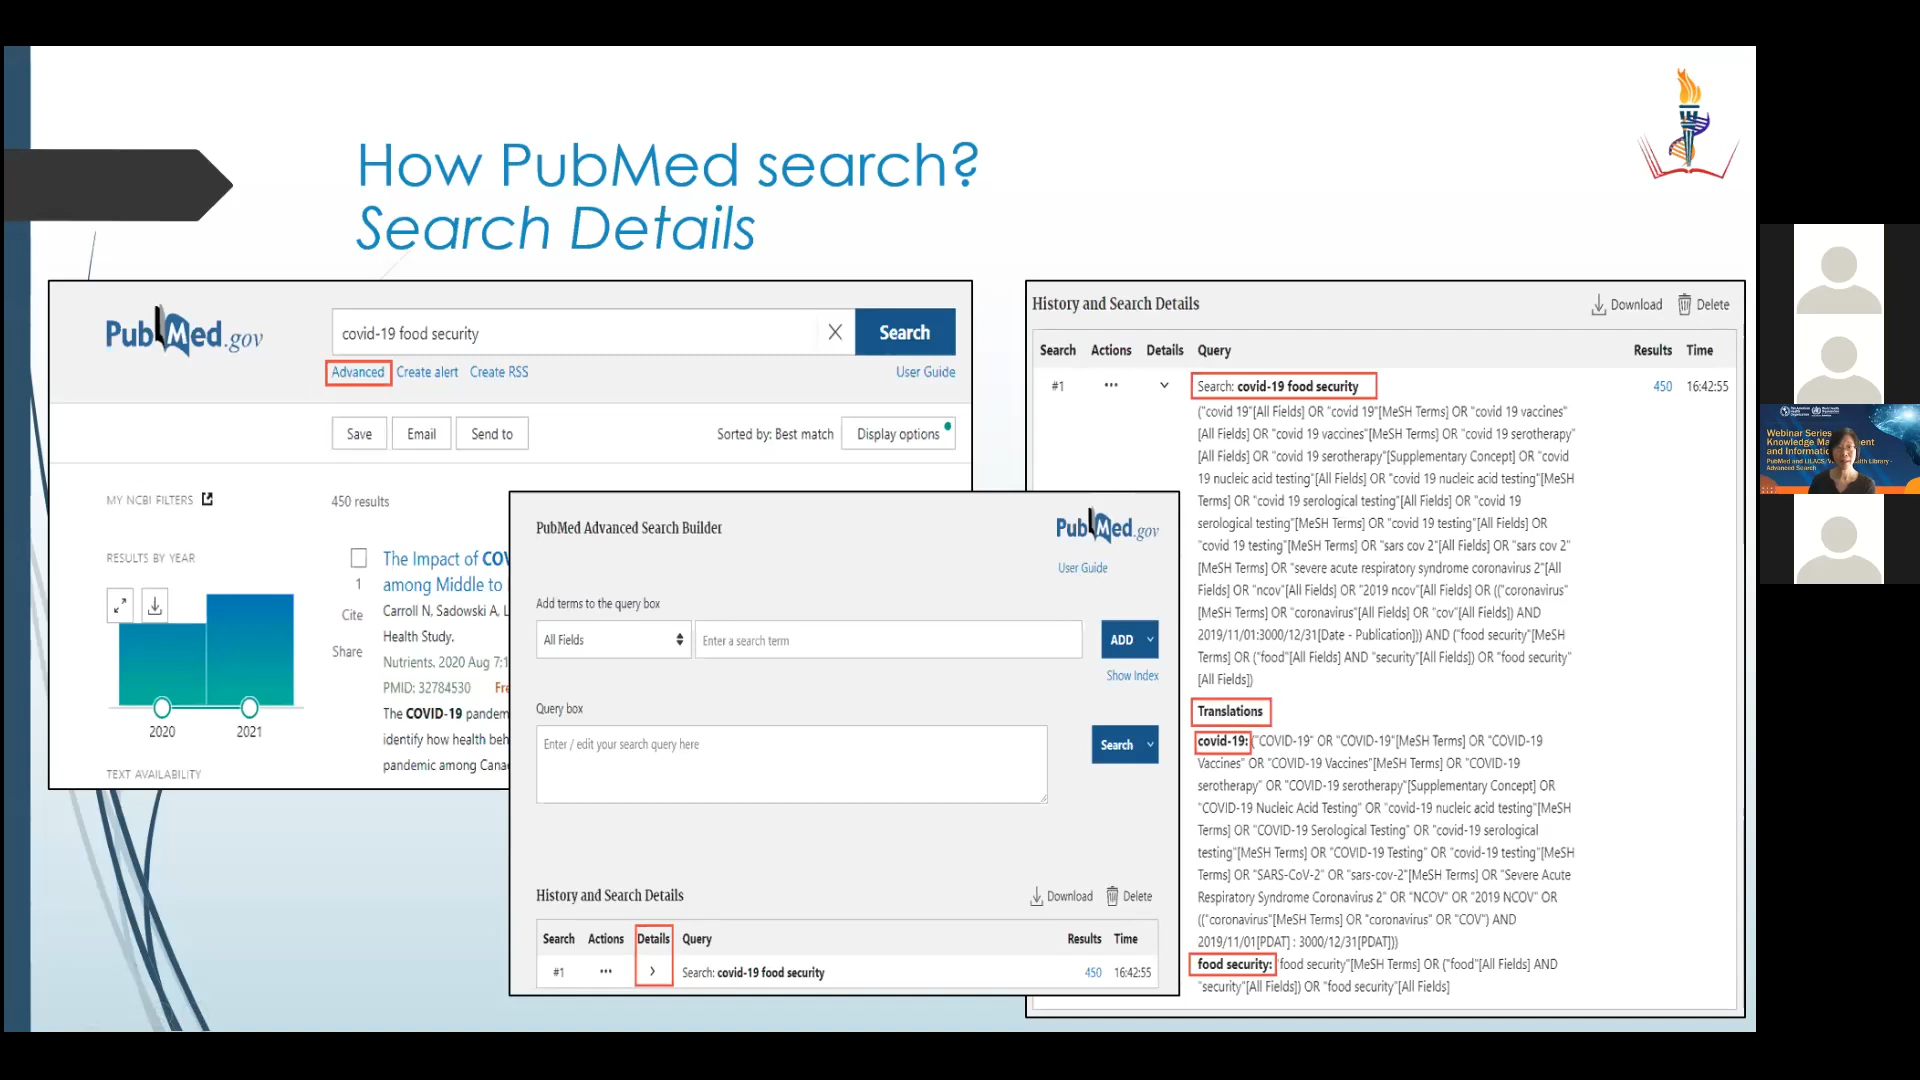 How PubMed search?
Search Details
PubMed.gov
covid-19 food security
X
Search
Advanced
Create alert
Create RSS
User Guide
Save
Email
Send to
Sorted by: Best match
Display options
MY NCBI FILTERS
450 results
RESULTS BY YEAR
2020
2021
TEXT AVAILABILITY
1
Cite
Share
The Impact of COV
among Middle to
Carroll N, Sadowski A, L
Health Study.
Nutrients. 2020 Aug 7;1
PMID: 32784530 Fre
The COVID-19 pandem
identify how health beh
pandemic among Cana
PubMed Advanced Search Builder
PubMed.gov
User Guide
Add terms to the query box
All Fields
Enter a search term
ADD
Show Index
Query box
Enter / edit your search query here
Search
History and Search Details
Download
Delete
Search Actions Details Query Results Time
#1 ••• > Search: covid-19 food security 450 16:42:55
History and Search Details
Download
Delete
Search Actions Details Query Results Time
#1 ••• Search: covid-19 food security 450 16:42:55
("covid 19"[All Fields] OR "covid 19"[MeSH Terms] OR "covid 19 vaccines"
[All Fields] OR "covid 19 vaccines"[MeSH Terms] OR "covid 19 serotherapy"
[All Fields] OR "covid 19 serotherapy"[Supplementary Concept] OR "covid
19 nucleic acid testing"[All Fields] OR "covid 19 nucleic acid testing"[MeSH
Terms] OR "covid 19 serological testing"[All Fields] OR "covid 19
serological testing"[MeSH Terms] OR "covid 19 testing"[All Fields] OR
"covid 19 testing"[MeSH Terms] OR "sars cov 2"[All Fields] OR "sars cov 2"
[MeSH Terms] OR "severe acute respiratory syndrome coronavirus 2"[All
Fields] OR "ncov"[All Fields] OR "2019 ncov"[All Fields] OR (("coronavirus"
[MeSH Terms] OR "coronavirus"[All Fields] OR "cov"[All Fields]) AND
2019/11/01:3000/12/31[Date - Publication])) AND ("food security"[MeSH
Terms] OR ("food"[All Fields] AND "security"[All Fields]) OR "food security"
[All Fields])
Translations
covid-19: ("COVID-19" OR "COVID-19"[MeSH Terms] OR "COVID-19
Vaccines" OR "COVID-19 Vaccines"[MeSH Terms] OR "COVID-19
serotherapy" OR "COVID-19 serotherapy"[Supplementary Concept] OR
"COVID-19 Nucleic Acid Testing" OR "covid-19 nucleic acid testing"[MeSH
Terms] OR "COVID-19 Serological Testing" OR "covid-19 serological
testing"[MeSH Terms] OR "COVID-19 Testing" OR "covid-19 testing"[MeSH
Terms] OR "SARS-CoV-2" OR "sars-cov-2"[MeSH Terms] OR "Severe Acute
Respiratory Syndrome Coronavirus 2" OR "NCOV" OR "2019 NCOV" OR
(("coronavirus"[MeSH Terms] OR "coronavirus" OR "COV") AND
2019/11/01[PDAT] : 3000/12/31[PDAT]))
food security: "food security"[MeSH Terms] OR ("food"[All Fields] AND
"security"[All Fields]) OR "food security"[All Fields]
Webinar Series
Knowledge Ma ent
and Informatio
PubMed and LILACS/V lth Library -
Advanced Search